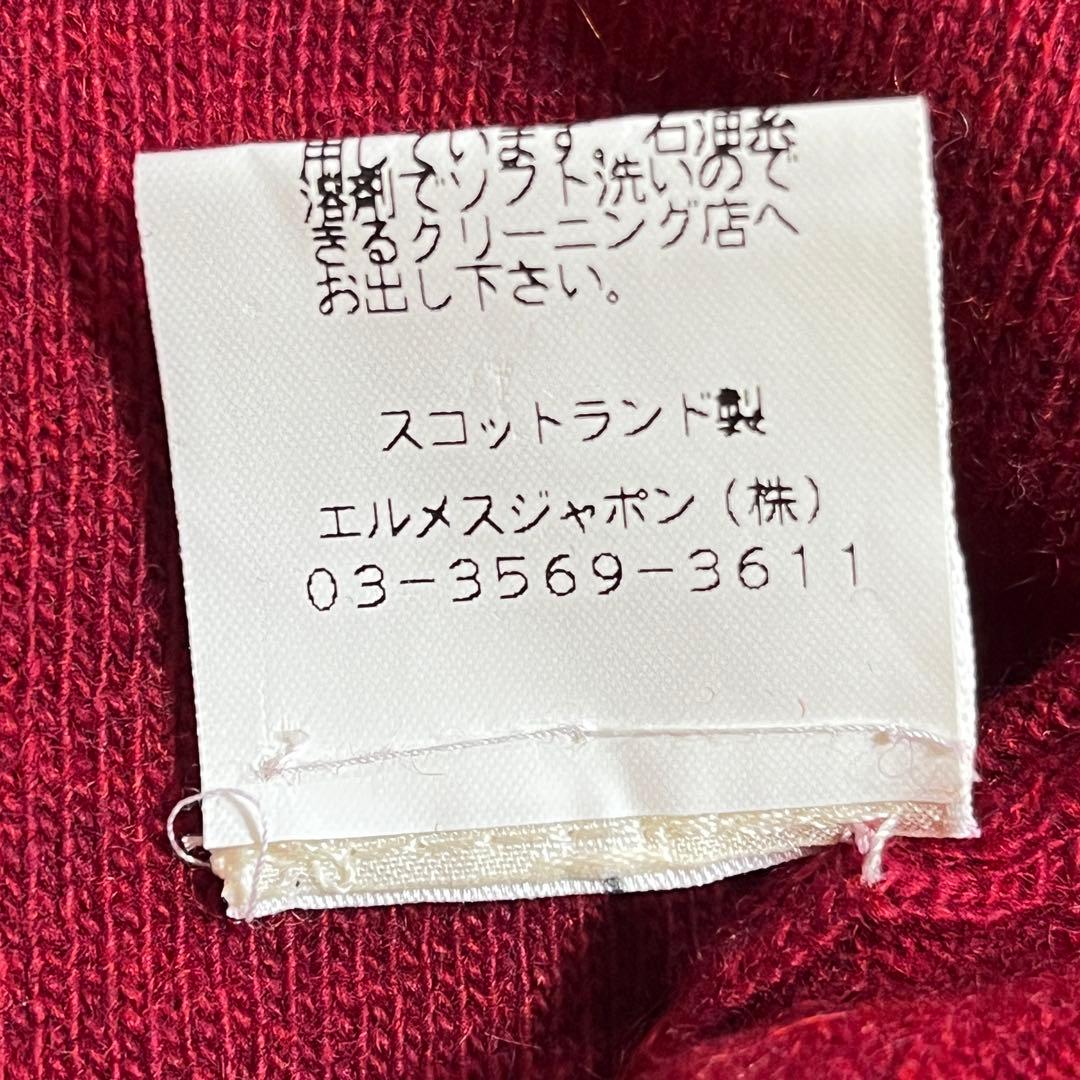 用しています。石油系
溶剤でソフト洗いので
きるクリーニング店へ
お出し下さい。
スコットランド製
エルメスジャポン(株)
03-3569-3611